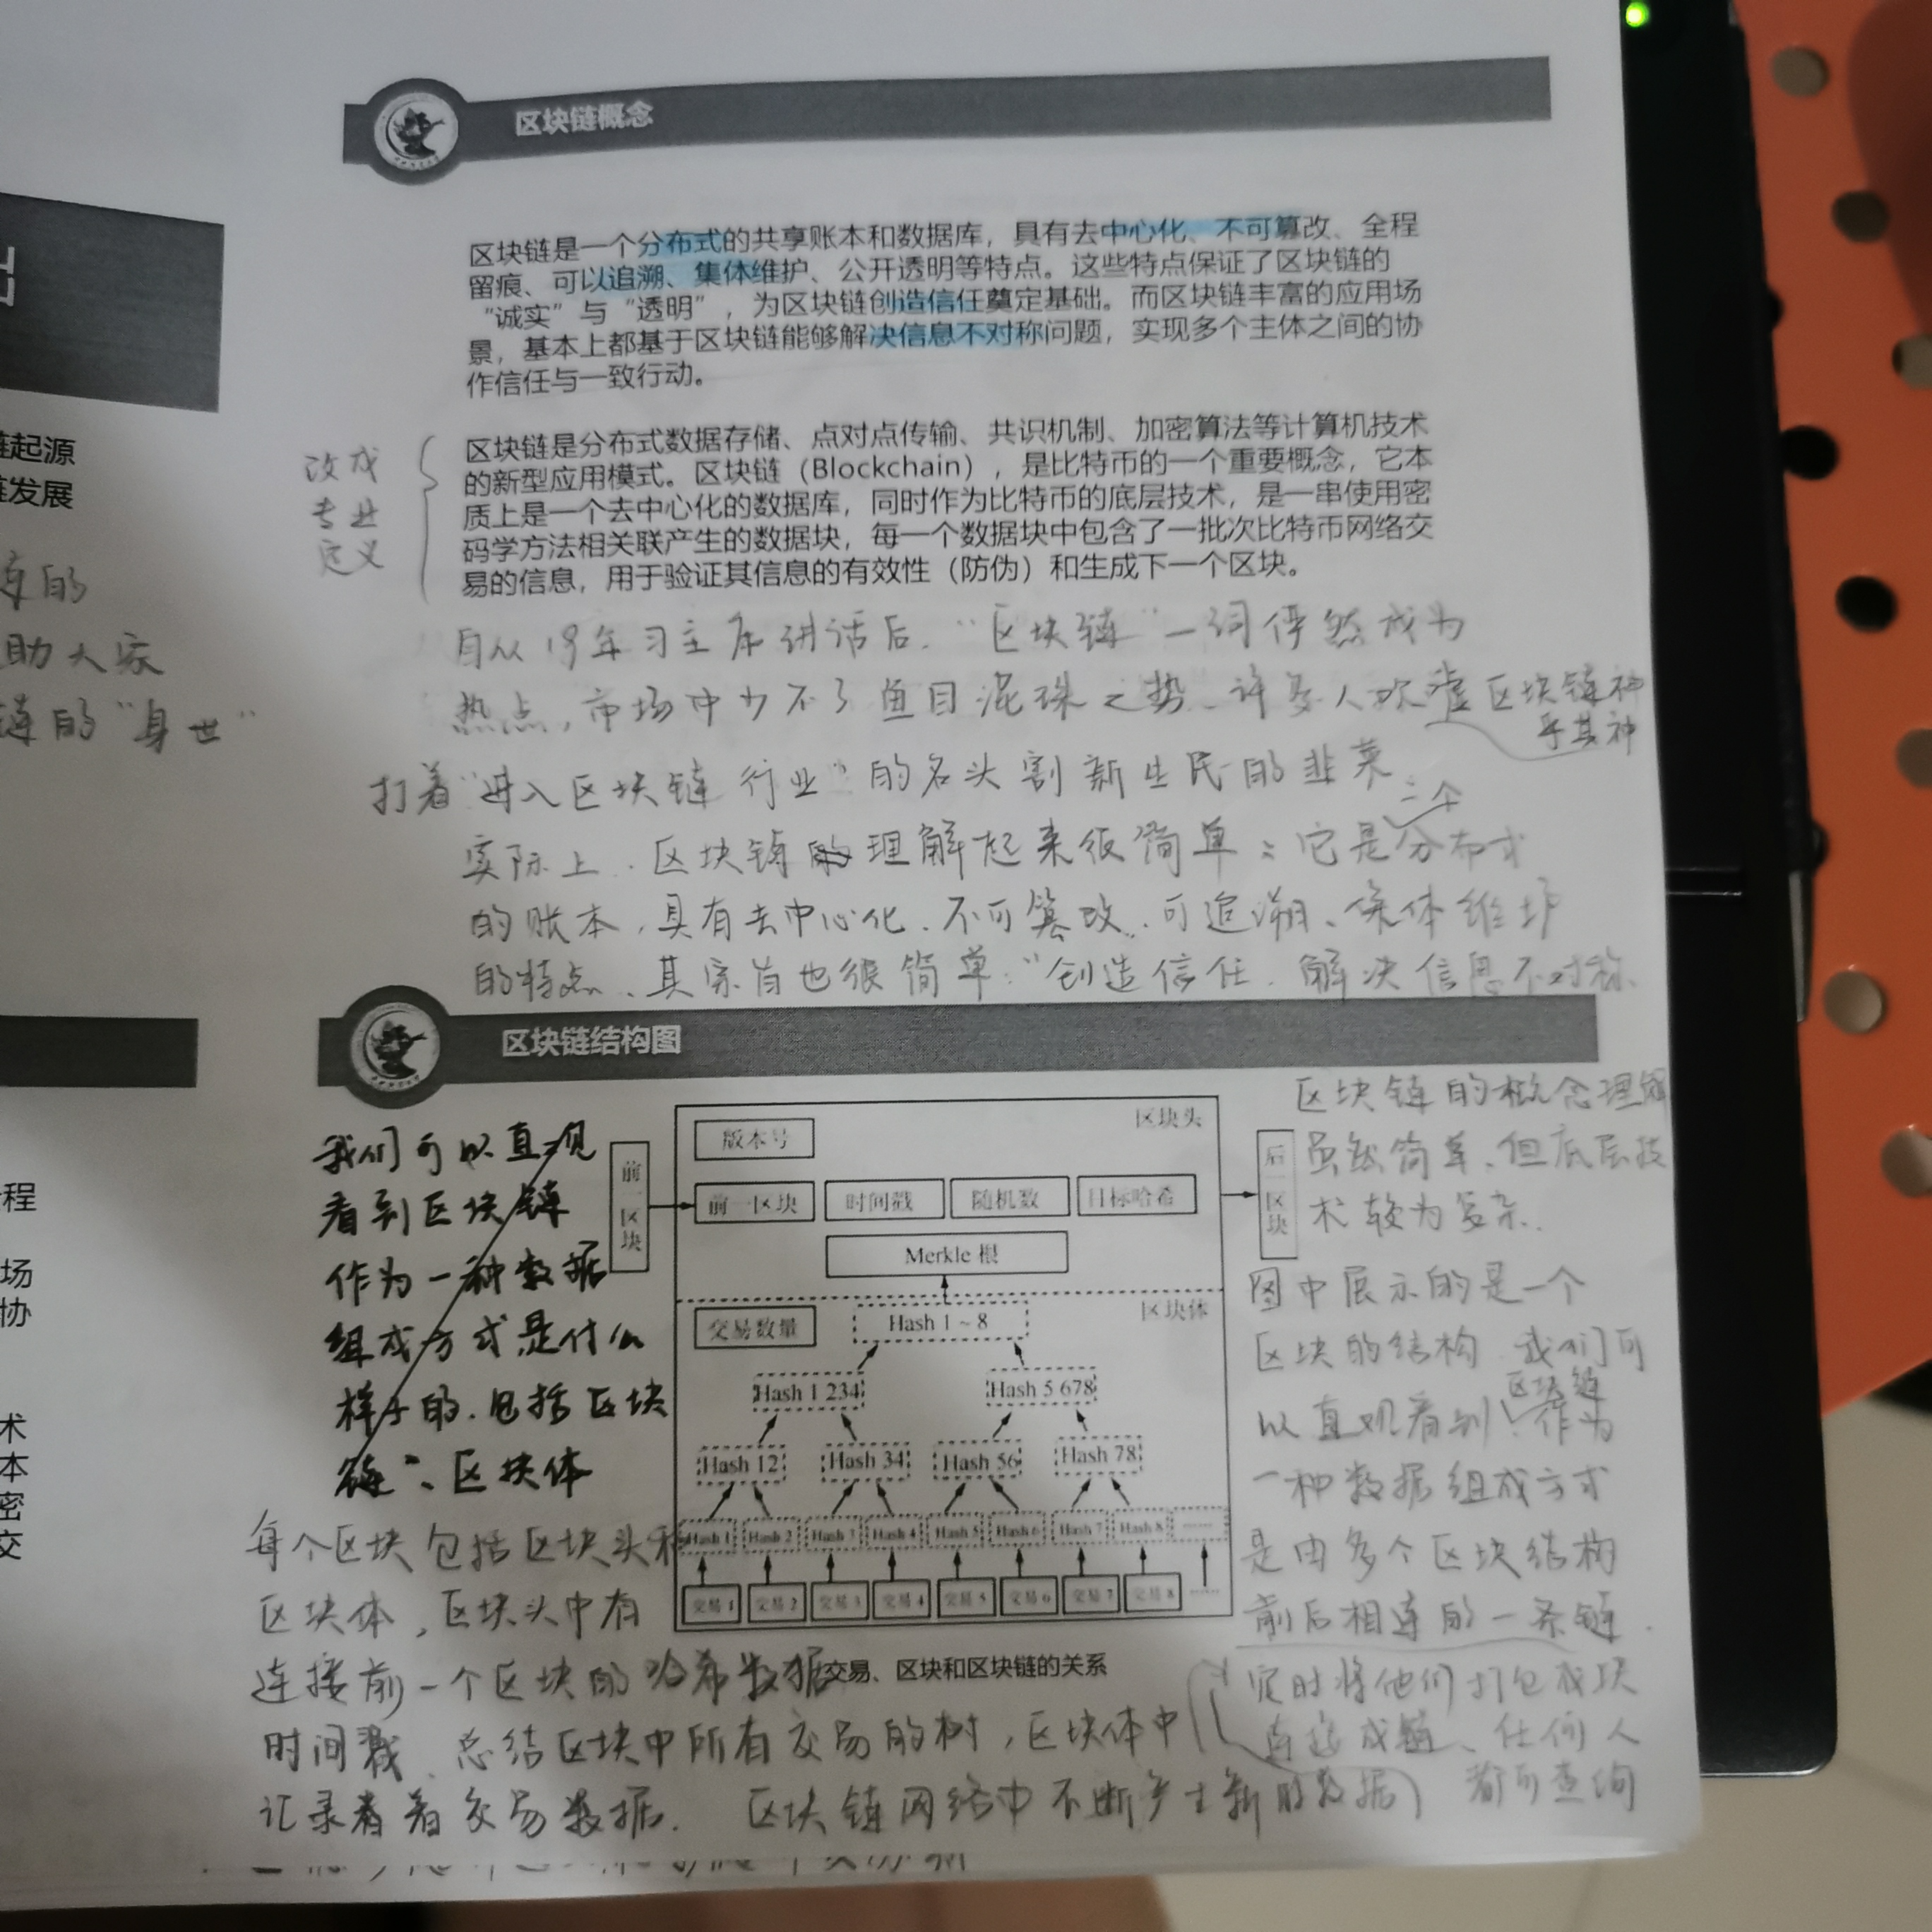 出
链起源
链发展
的
助大家
链的“身世”
程
场
协
术
本
密
交
区块链概念
区块链是一个分布式的共享账本和数据库，具有去中心化、不可篡改、全程
留痕、可以追溯、集体维护、公开透明等特点。这些特点保证了区块链的
“诚实”与“透明”，为区块链创造信任奠定基础。而区块链丰富的应用场
景，基本上都基于区块链能够解决信息不对称问题，实现多个主体之间的协
作信任与一致行动。
改成
专业
定义
区块链是分布式数据存储、点对点传输、共识机制、加密算法等计算机技术
的新型应用模式。区块链（Blockchain），是比特币的一个重要概念，它本
质上是一个去中心化的数据库，同时作为比特币的底层技术，是一串使用密
码学方法相关联产生的数据块，每一个数据块中包含了一批次比特币网络交
易的信息，用于验证其信息的有效性（防伪）和生成下一个区块。
自从19年习主席讲话后.“区块链”一词俨然成为
热点，市场中少不了鱼目混珠之势、许多人吹嘘区块链神
乎其神
打着“进入区块链行业”的名头割新生民的韭菜
实际上.区块链理解起来很简单：它是一个分布式
的账本，具有去中心化.不可篡改.可追溯、集体维护
的特点、其宗旨也很简单:“创造信任.解决信息不对称.
区块链结构图
我们可以直观
看到区块链
作为一种数据
组成方式是什么
样子的.包括区块
链、区块体
前一区块
区块头
版本号
前一区块
时间戳
随机数
目标哈希
Merkle 根
区块体
交易数量
Hash 1～8
Hash 1 234
Hash 5 678
Hash 12
Hash 34
Hash 56
Hash 78
Hash 1
Hash 2
Hash 3
Hash 4
Hash 5
Hash 6
Hash 7
Hash 8
……
交易 1
交易 2
交易 3
交易 4
交易 5
交易 6
交易 7
交易 8
……
后一区块
交易、区块和区块链的关系
区块链的概念理解
虽然简单、但底层技
术较为复杂.
图中展示的是一个
区块的结构.我们可
以直观看到区块链作为
一种数据组成方式
是由多个区块结构
前后相连的一条链.
每个区块包括区块头和
区块体，区块头中有
连接前一个区块的哈希数据
时间戳、总结区块中所有交易的树，区块体中
记录着着交易数据.
区块链网络中不断产生新的数据
定时将他们打包成块
连接成链、任何人
都可查询